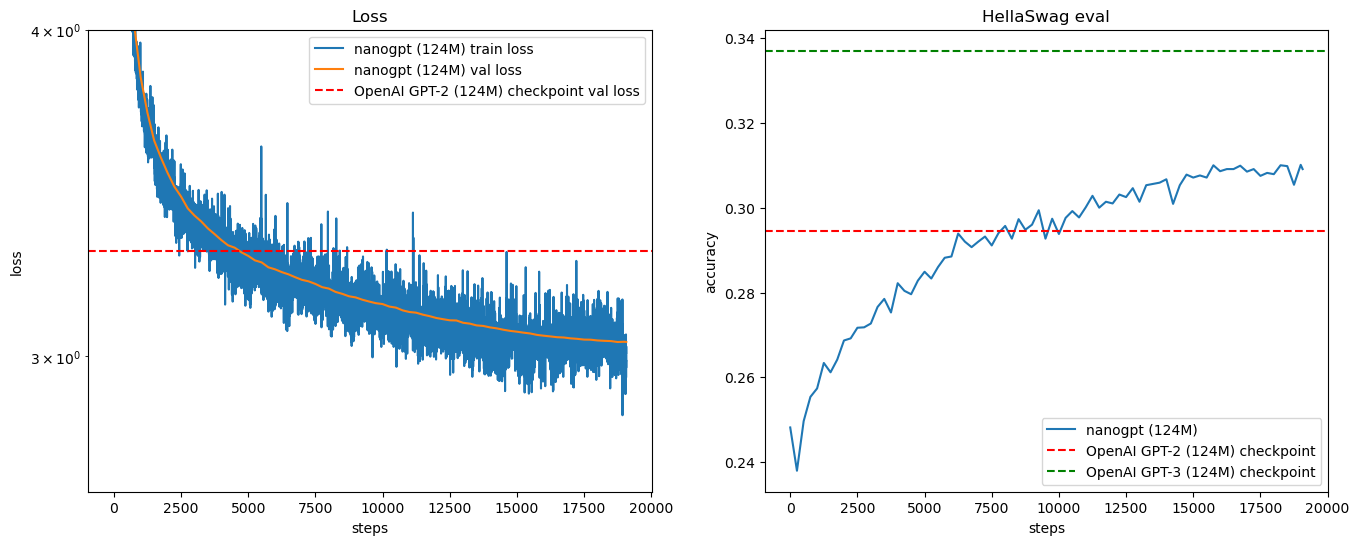 Loss
4 × 10⁰
3 × 10⁰
loss
nanogpt (124M) train loss
nanogpt (124M) val loss
OpenAI GPT-2 (124M) checkpoint val loss
0 2500 5000 7500 10000 12500 15000 17500 20000
steps
HellaSwag eval
0.34
0.32
0.30
0.28
0.26
0.24
accuracy
nanogpt (124M)
OpenAI GPT-2 (124M) checkpoint
OpenAI GPT-3 (124M) checkpoint
0 2500 5000 7500 10000 12500 15000 17500 20000
steps